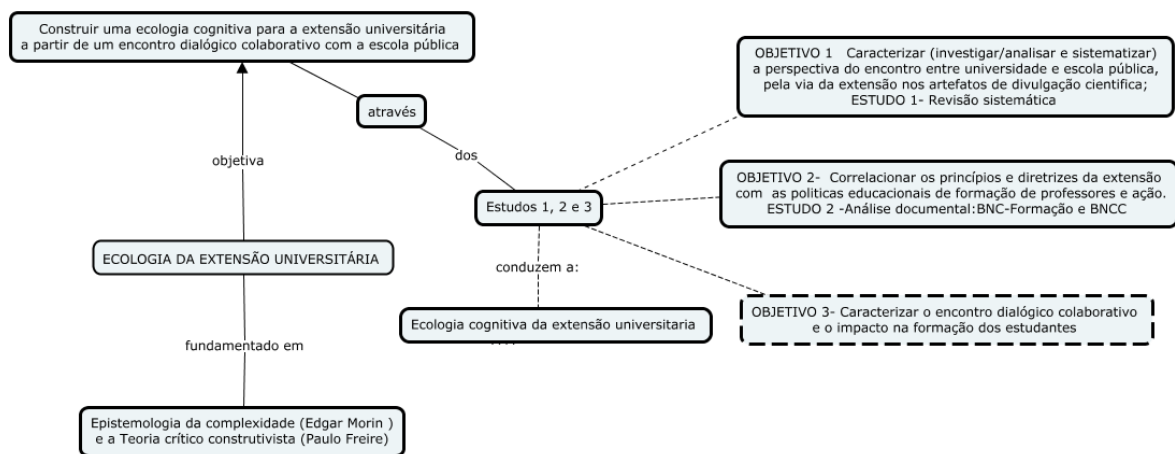 Construir uma ecologia cognitiva para a extensão universitária
a partir de um encontro dialógico colaborativo com a escola pública
através
objetiva
dos
OBJETIVO 1 Caracterizar (investigar/analisar e sistematizar)
a perspectiva do encontro entre universidade e escola pública,
pela via da extensão nos artefatos de divulgação cientifica;
ESTUDO 1- Revisão sistemática
OBJETIVO 2- Correlacionar os princípios e diretrizes da extensão
com as politicas educacionais de formação de professores e ação.
ESTUDO 2 -Análise documental:BNC-Formação e BNCC
Estudos 1, 2 e 3
ECOLOGIA DA EXTENSÃO UNIVERSITÁRIA
conduzem a:
OBJETIVO 3- Caracterizar o encontro dialógico colaborativo
e o impacto na formação dos estudantes
Ecologia cognitiva da extensão universitaria
....
fundamentado em
Epistemologia da complexidade (Edgar Morin )
e a Teoria crítico construtivista (Paulo Freire)